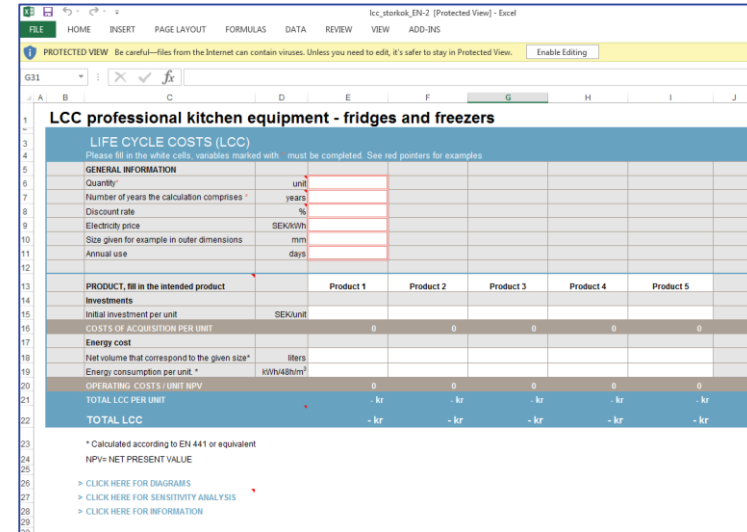 lcc_storkok_EN-2 [Protected View] - Excel
FILE HOME INSERT PAGE LAYOUT FORMULAS DATA REVIEW VIEW ADD-INS
PROTECTED VIEW Be careful—files from the Internet can contain viruses. Unless you need to edit, it's safer to stay in Protected View. Enable Editing
G31 fx
A B C D E F G H I J
1 LCC professional kitchen equipment - fridges and freezers
3 LIFE CYCLE COSTS (LCC)
4 Please fill in the white cells, variables marked with must be completed. See red pointers for examples
5 GENERAL INFORMATION
6 Quantity* unit
7 Number of years the calculation comprises * years
8 Discount rate %
9 Electricity price SEK/kWh
10 Size given for example in outer dimensions mm
11 Annual use days
12
13 PRODUCT, fill in the intended product Product 1 Product 2 Product 3 Product 4 Product 5
14 Investments
15 Initial investment per unit SEK/unit
16 COSTS OF ACQUISITION PER UNIT 0 0 0 0 0
17 Energy cost
18 Net volume that correspond to the given size* liters
19 Energy consumption per unit. * kWh/48h/m³
20 OPERATING COSTS / UNIT NPV 0 0 0 0 0
21 TOTAL LCC PER UNIT - kr - kr - kr - kr - kr
22 TOTAL LCC - kr - kr - kr - kr - kr
23 * Calculated according to EN 441 or equivalent
24 NPV= NET PRESENT VALUE
25
26 > CLICK HERE FOR DIAGRAMS
27 > CLICK HERE FOR SENSITIVITY ANALYSIS
28 > CLICK HERE FOR INFORMATION
29